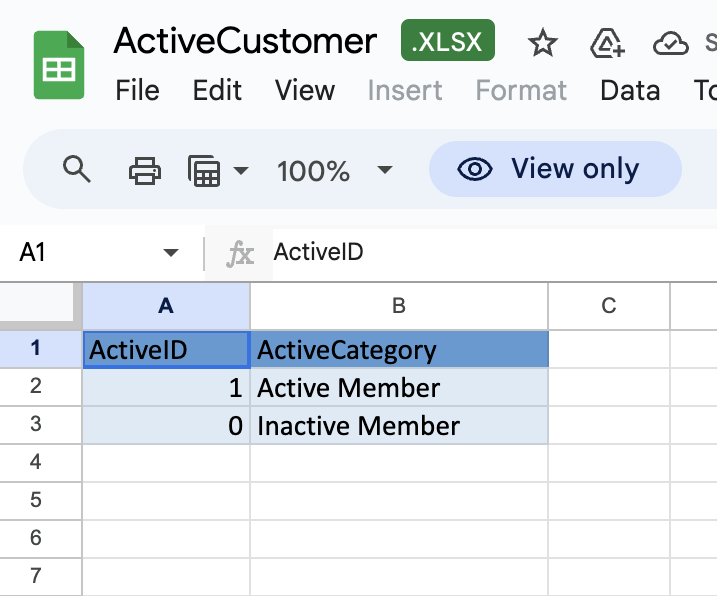 ActiveCustomer .XLSX
File Edit View Insert Format Data
100% View only
A1 fx ActiveID
A B C
1 ActiveID ActiveCategory
2 1 Active Member
3 0 Inactive Member
4
5
6
7